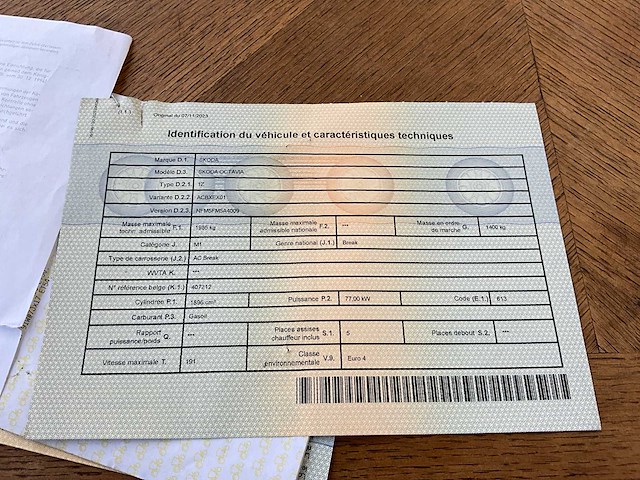 Original du 07/11/2023
Identification du véhicule et caractéristiques techniques
Marque D.1. SKODA
Modèle D.3. SKODA OCTAVIA
Type D.2.1. 1Z
Variante D.2.2. ACBXEX01
Version D.2.3. NFM5FM5A4009
Masse maximale techn. admissible F.1. 1985 kg Masse maximale admissible nationale F.2. --- Masse en ordre de marche G. 1400 kg
Catégorie J. M1 Genre national (J.1.) Break
Type de carrosserie (J.2.) AC Break
WVTA K. ---
N° référence belge (K.1.) 407212
Cylindrée P.1. 1896 cm³ Puissance P.2. 77,00 kW Code (E.1.) 613
Carburant P.3. Gasoil
Rapport puissance/poids Q. --- Places assises chauffeur inclus S.1. 5 Places debout S.2. ---
Vitesse maximale T. 191 Classe environnementale V.9. Euro 4